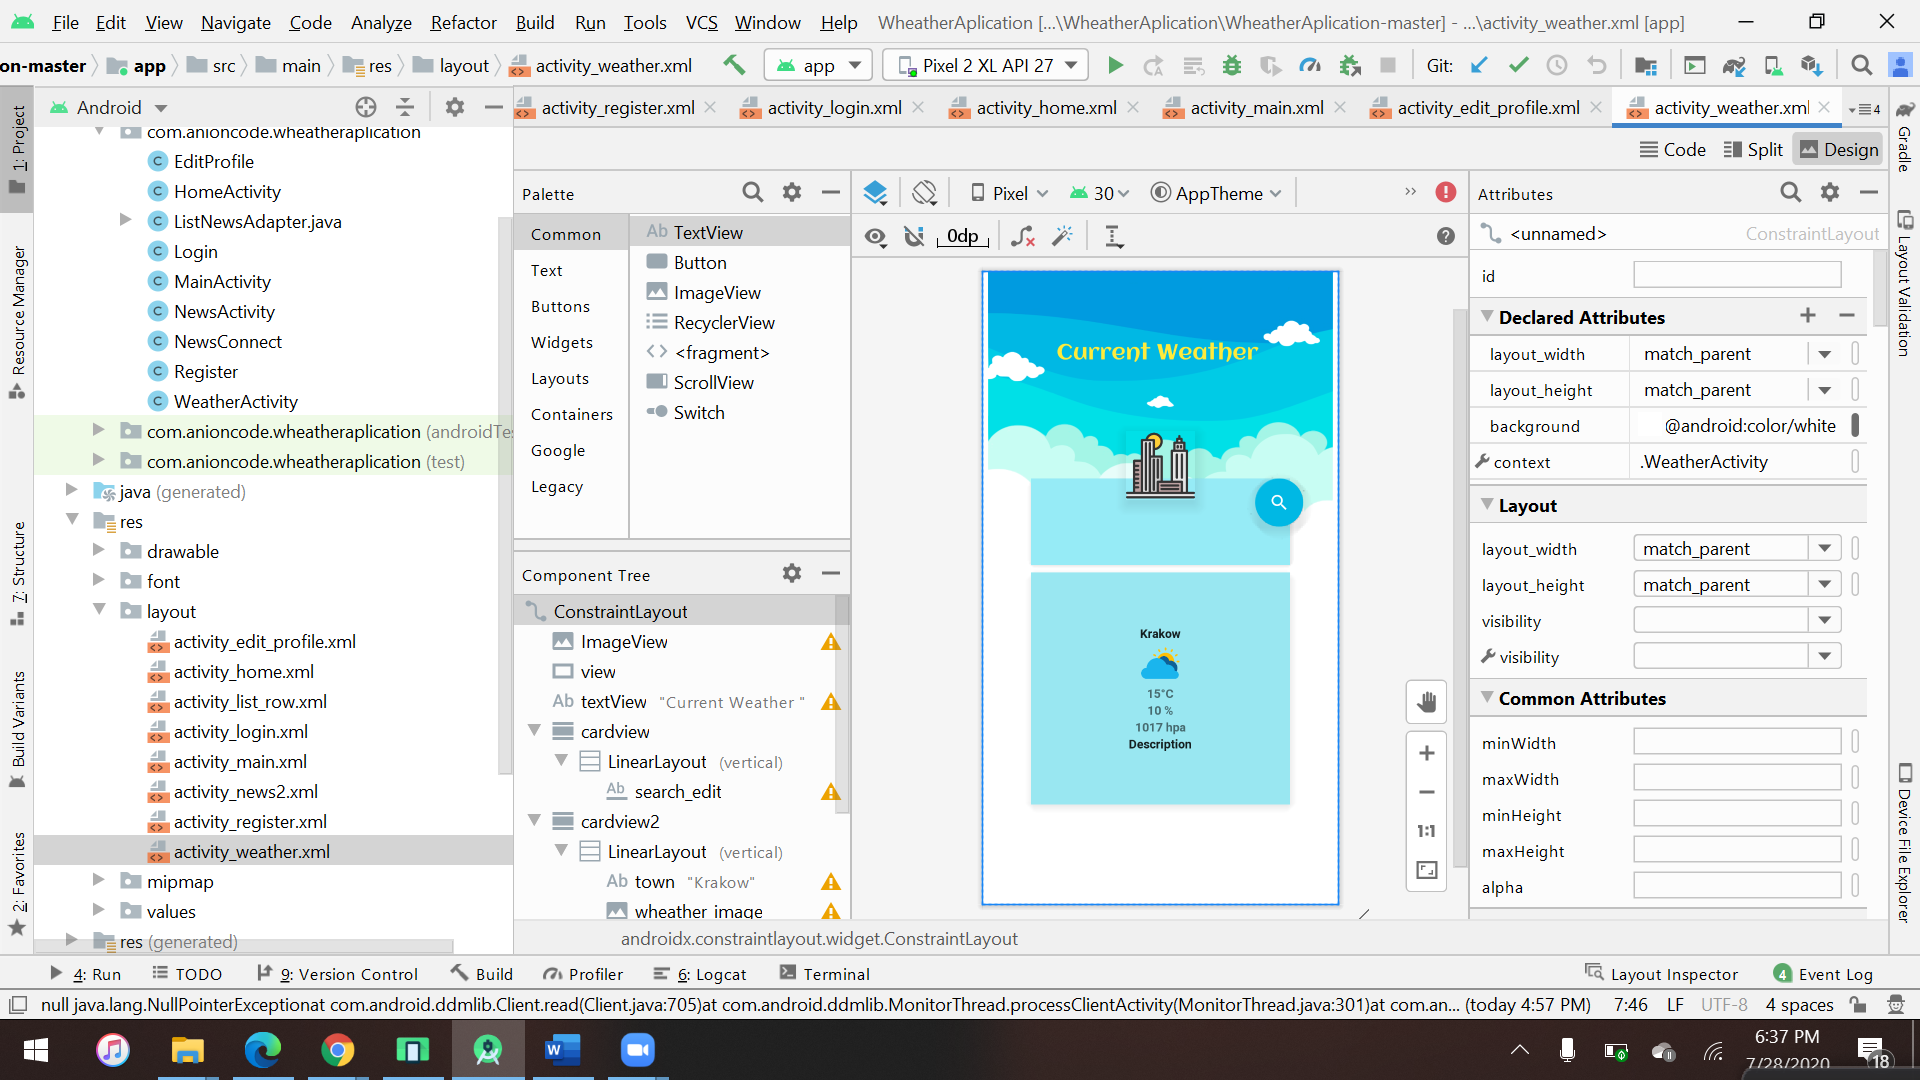 File Edit View Navigate Code Analyze Refactor Build Run Tools VCS Window Help WheatherAplication [...\WheatherAplication\WheatherAplication-master] - ...\activity_weather.xml [app]
on-master app src main res layout activity_weather.xml app Pixel 2 XL API 27 Git:
Android
activity_register.xml activity_login.xml activity_home.xml activity_main.xml activity_edit_profile.xml activity_weather.xml 4
Code Split Design
1: Project
Resource Manager
7: Structure
Build Variants
2: Favorites
com.anioncode.wheatheraplication
EditProfile
HomeActivity
ListNewsAdapter.java
Login
MainActivity
NewsActivity
NewsConnect
Register
WeatherActivity
com.anioncode.wheatheraplication (androidTe
com.anioncode.wheatheraplication (test)
java (generated)
res
drawable
font
layout
activity_edit_profile.xml
activity_home.xml
activity_list_row.xml
activity_login.xml
activity_main.xml
activity_news2.xml
activity_register.xml
activity_weather.xml
mipmap
values
res (generated)
Palette
Common
Text
Buttons
Widgets
Layouts
Containers
Google
Legacy
Ab TextView
Button
ImageView
RecyclerView
<> <fragment>
ScrollView
Switch
Component Tree
ConstraintLayout
ImageView
view
Ab textView "Current Weather "
cardview
LinearLayout (vertical)
Ab search_edit
cardview2
LinearLayout (vertical)
Ab town "Krakow"
wheather_image
Pixel 30 AppTheme
0dp
Current Weather
Krakow
15°C
10 %
1017 hpa
Description
1:1
androidx.constraintlayout.widget.ConstraintLayout
Attributes
<unnamed> ConstraintLayout
id
Declared Attributes
layout_width match_parent
layout_height match_parent
background @android:color/white
context .WeatherActivity
Layout
layout_width match_parent
layout_height match_parent
visibility
visibility
Common Attributes
minWidth
maxWidth
minHeight
maxHeight
alpha
Gradle
Layout Validation
Device File Explorer
4: Run TODO 9: Version Control Build Profiler 6: Logcat Terminal Layout Inspector 4 Event Log
null java.lang.NullPointerExceptionat com.android.ddmlib.Client.read(Client.java:705)at com.android.ddmlib.MonitorThread.processClientActivity(MonitorThread.java:301)at com.an... (today 4:57 PM) 7:46 LF UTF-8 4 spaces
6:37 PM
7/28/2020
18